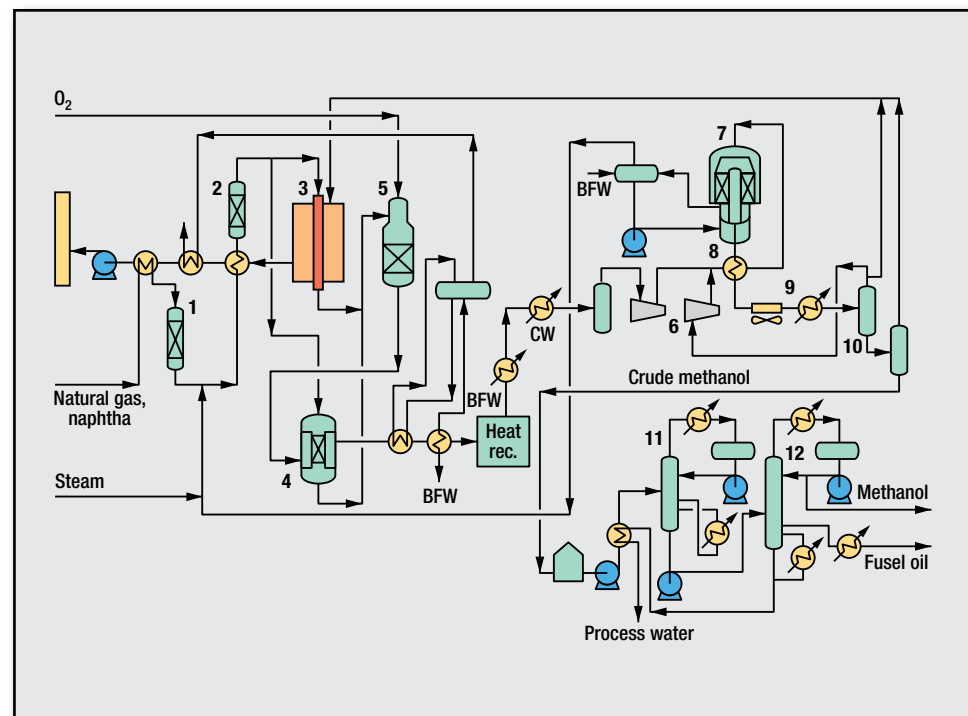 O₂
7
2
3
5
BFW
8
9
1
6
CW
10
Natural gas,
naphtha
BFW
Crude methanol
Heat
rec.
11
12
4
Steam
BFW
Methanol
Fusel oil
Process water